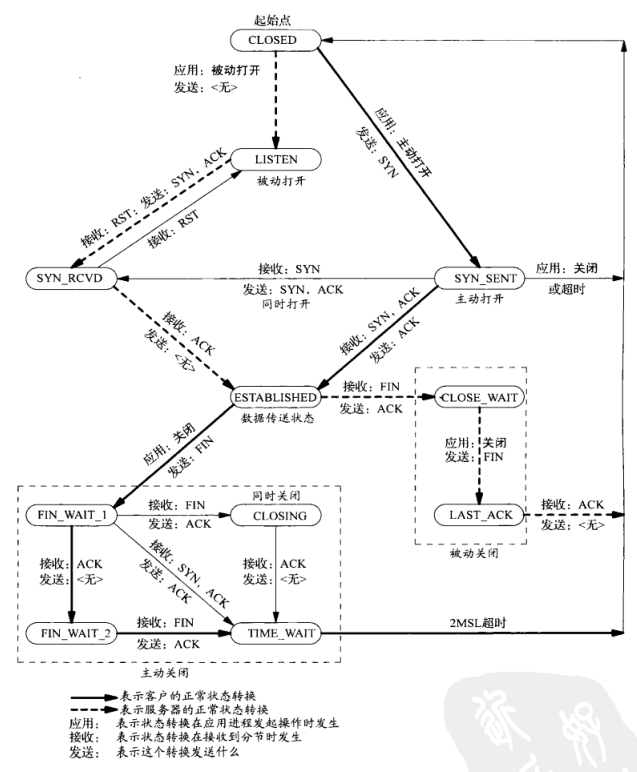 起始点
CLOSED
应用：被动打开
发送：<无>
应用：主动打开
发送：SYN
LISTEN
被动打开
接收：RST；发送：SYN，ACK
接收：RST
SYN_RCVD
接收：SYN
发送：SYN，ACK
同时打开
SYN_SENT
主动打开
应用：关闭
或超时
接收：ACK
发送：<无>
接收：SYN，ACK
发送：ACK
ESTABLISHED
数据传送状态
接收：FIN
发送：ACK
CLOSE_WAIT
应用：关闭
发送：FIN
LAST_ACK
接收：ACK
发送：<无>
被动关闭
应用：关闭
发送：FIN
同时关闭
FIN_WAIT_1
接收：FIN
发送：ACK
CLOSING
接收：ACK
发送：<无>
接收：SYN，ACK
发送：ACK
接收：ACK
发送：<无>
FIN_WAIT_2
接收：FIN
发送：ACK
TIME_WAIT
2MSL超时
主动关闭
表示客户的正常状态转换
表示服务器的正常状态转换
应用： 表示状态转换在应用进程发起操作时发生
接收： 表示状态转换在接收到分节时发生
发送： 表示这个转换发送什么